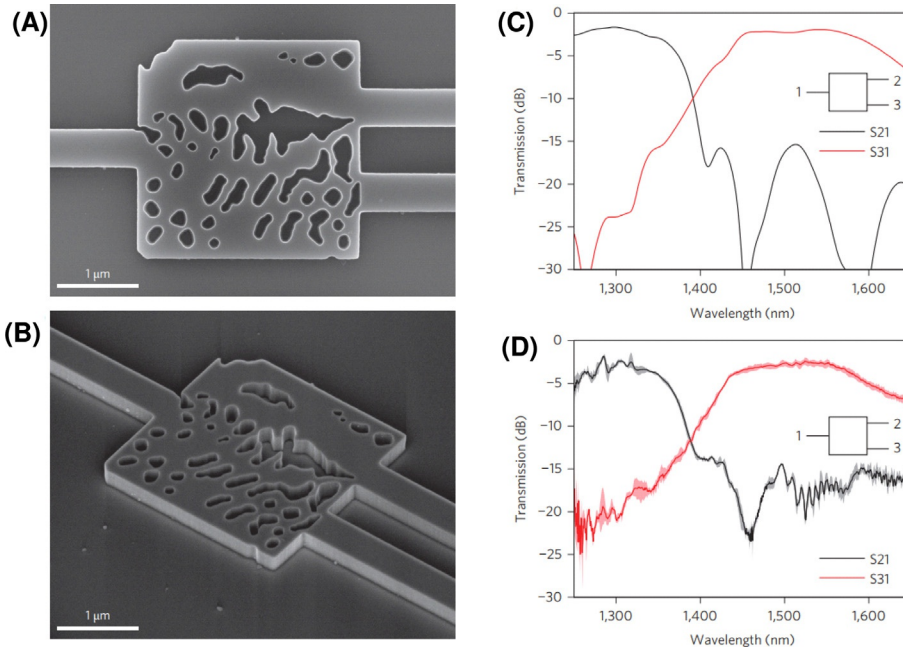 (A)
1 μm
(B)
1 μm
(C)
0
−5
−10
−15
−20
−25
−30
Transmission (dB)
1
2
3
S21
S31
1,300
1,400
1,500
1,600
Wavelength (nm)
(D)
0
−5
−10
−15
−20
−25
−30
Transmission (dB)
1
2
3
S21
S31
1,300
1,400
1,500
1,600
Wavelength (nm)